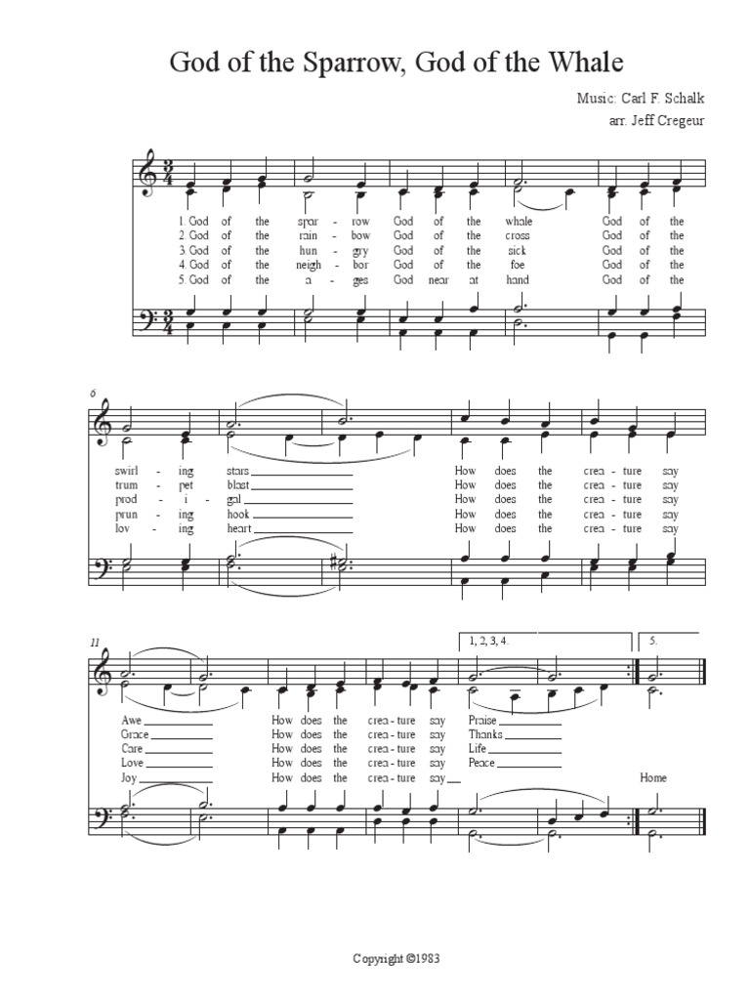 God of the Sparrow, God of the Whale
Music: Carl F. Schalk
arr. Jeff Cregeur
3 4
1. God of the spar - row God of the whale God of the
2. God of the rain - bow God of the cross God of the
3. God of the hun - gry God of the sick God of the
4. God of the neigh - bor God of the foe God of the
5. God of the a - ges God near at hand God of the
3 4
6
swirl - ing stars How does the crea - ture say
trum - pet blast How does the crea - ture say
prod - i - gal How does the crea - ture say
prun - ing hook How does the crea - ture say
lov - ing heart How does the crea - ture say
11
1, 2, 3, 4. 5.
Awe How does the crea - ture say Praise
Grace How does the crea - ture say Thanks
Care How does the crea - ture say Life
Love How does the crea - ture say Peace
Joy How does the crea - ture say Home
Copyright ©1983